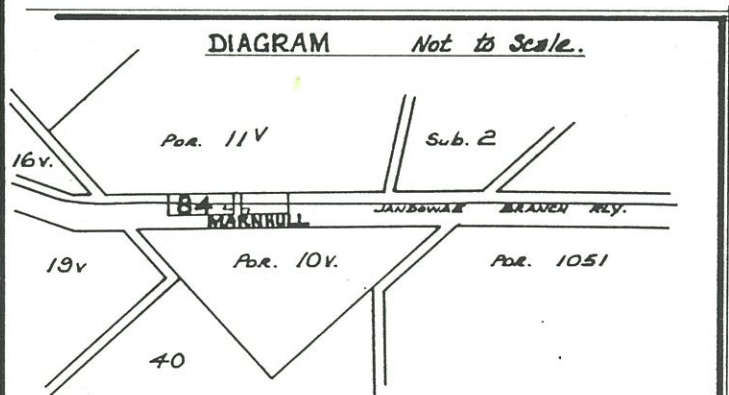 DIAGRAM Not to Scale.
Por. 11V
Sub. 2
16v.
84
JANDOWAE BRANCH RLY.
MARNHULL
19v
Por. 10v.
Por. 1051
40